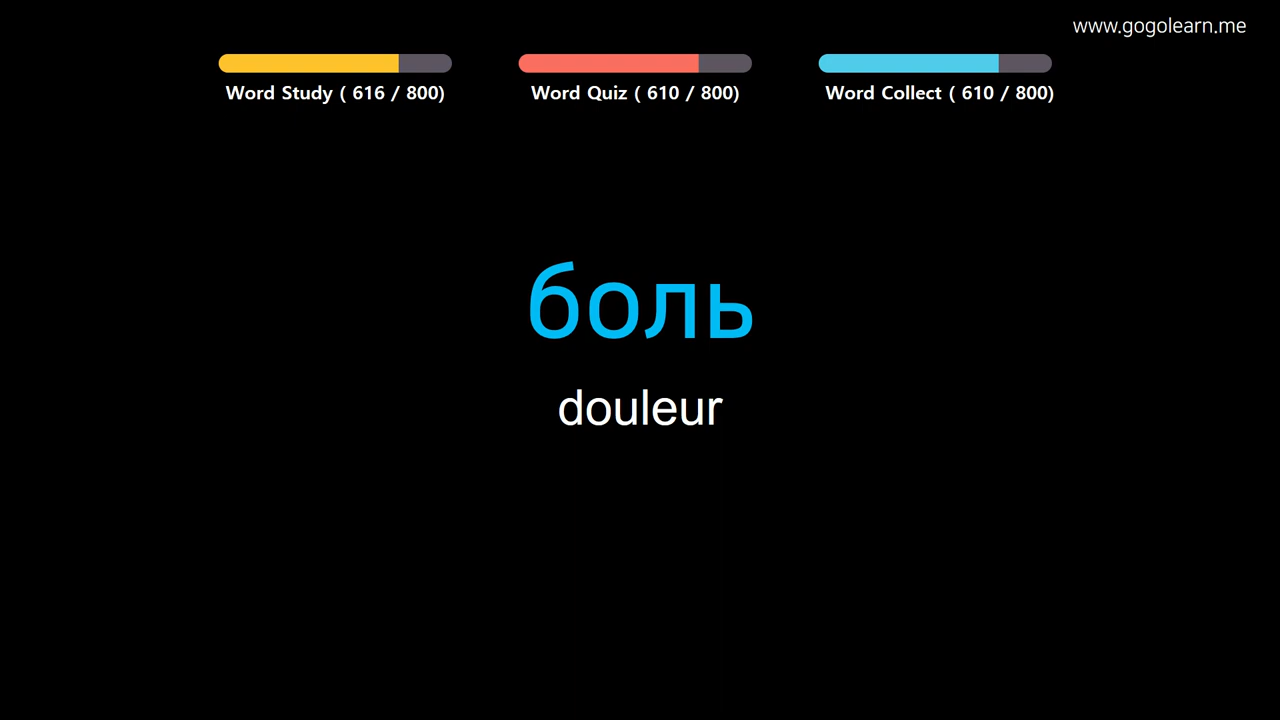 www.gogolearn.me
Word Study ( 616 / 800)
Word Quiz ( 610 / 800)
Word Collect ( 610 / 800)
боль
douleur